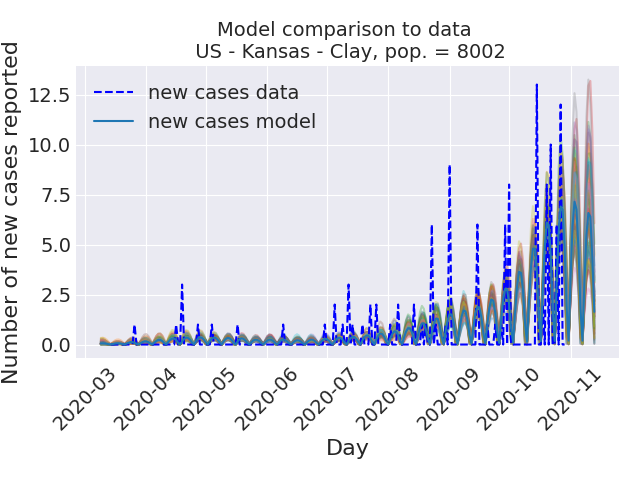 Model comparison to data
US - Kansas - Clay, pop. = 8002
Number of new cases reported
12.5
10.0
7.5
5.0
2.5
0.0
new cases data
new cases model
2020-03
2020-04
2020-05
2020-06
2020-07
2020-08
2020-09
2020-10
2020-11
Day